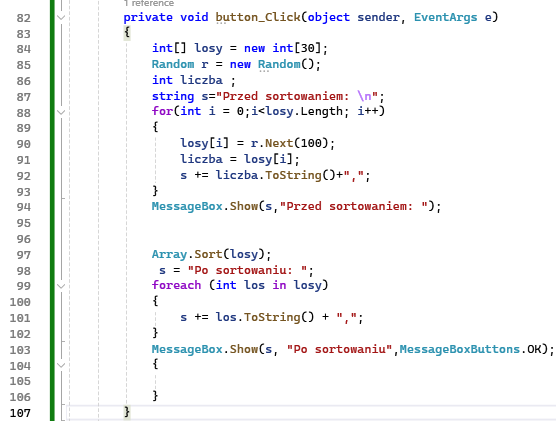 1 reference
82 private void button_Click(object sender, EventArgs e)
83 {
84 int[] losy = new int[30];
85 Random r = new Random();
86 int liczba ;
87 string s="Przed sortowaniem: \n";
88 for(int i = 0;i<losy.Length; i++)
89 {
90 losy[i] = r.Next(100);
91 liczba = losy[i];
92 s += liczba.ToString()+",";
93 }
94 MessageBox.Show(s,"Przed sortowaniem: ");
95
96
97 Array.Sort(losy);
98 s = "Po sortowaniu: ";
99 foreach (int los in losy)
100 {
101 s += los.ToString() + ",";
102 }
103 MessageBox.Show(s, "Po sortowaniu",MessageBoxButtons.OK);
104 {
105
106 }
107 }